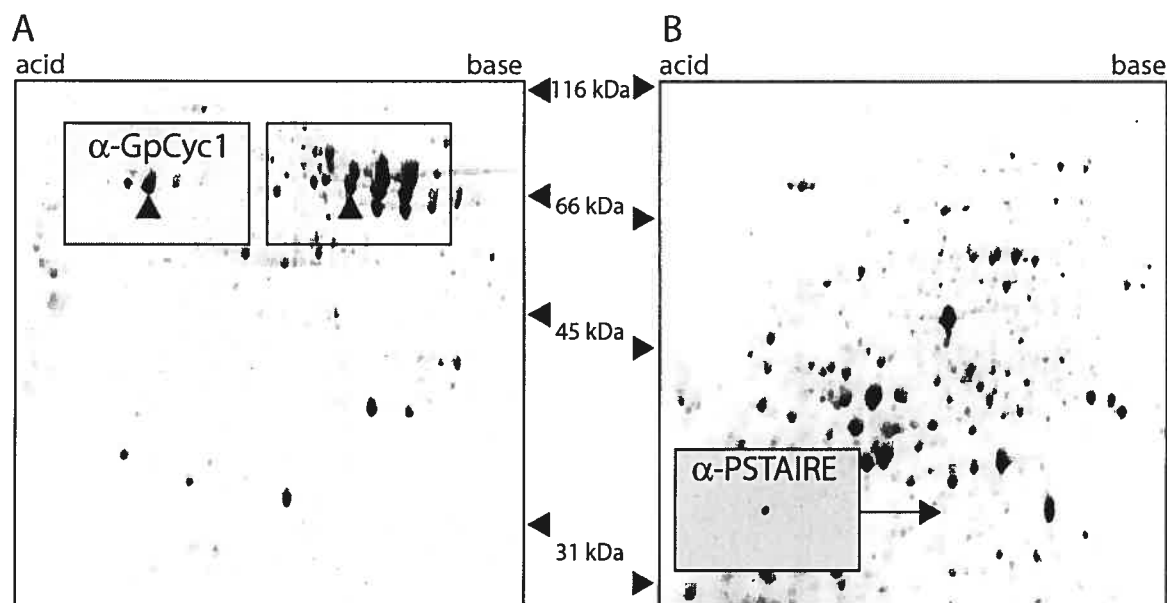 A
B
acid base
acid base
116 kDa
α-GpCyc1
66 kDa
45 kDa
α-PSTAIRE
31 kDa